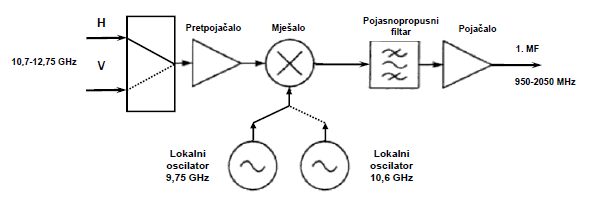 H
10,7-12,75 GHz
V
Pretpojačalo
Mješalo
Pojasnopropusni
filtar
Pojačalo
1. MF
950-2050 MHz
Lokalni
oscilator
9,75 GHz
Lokalni
oscilator
10,6 GHz